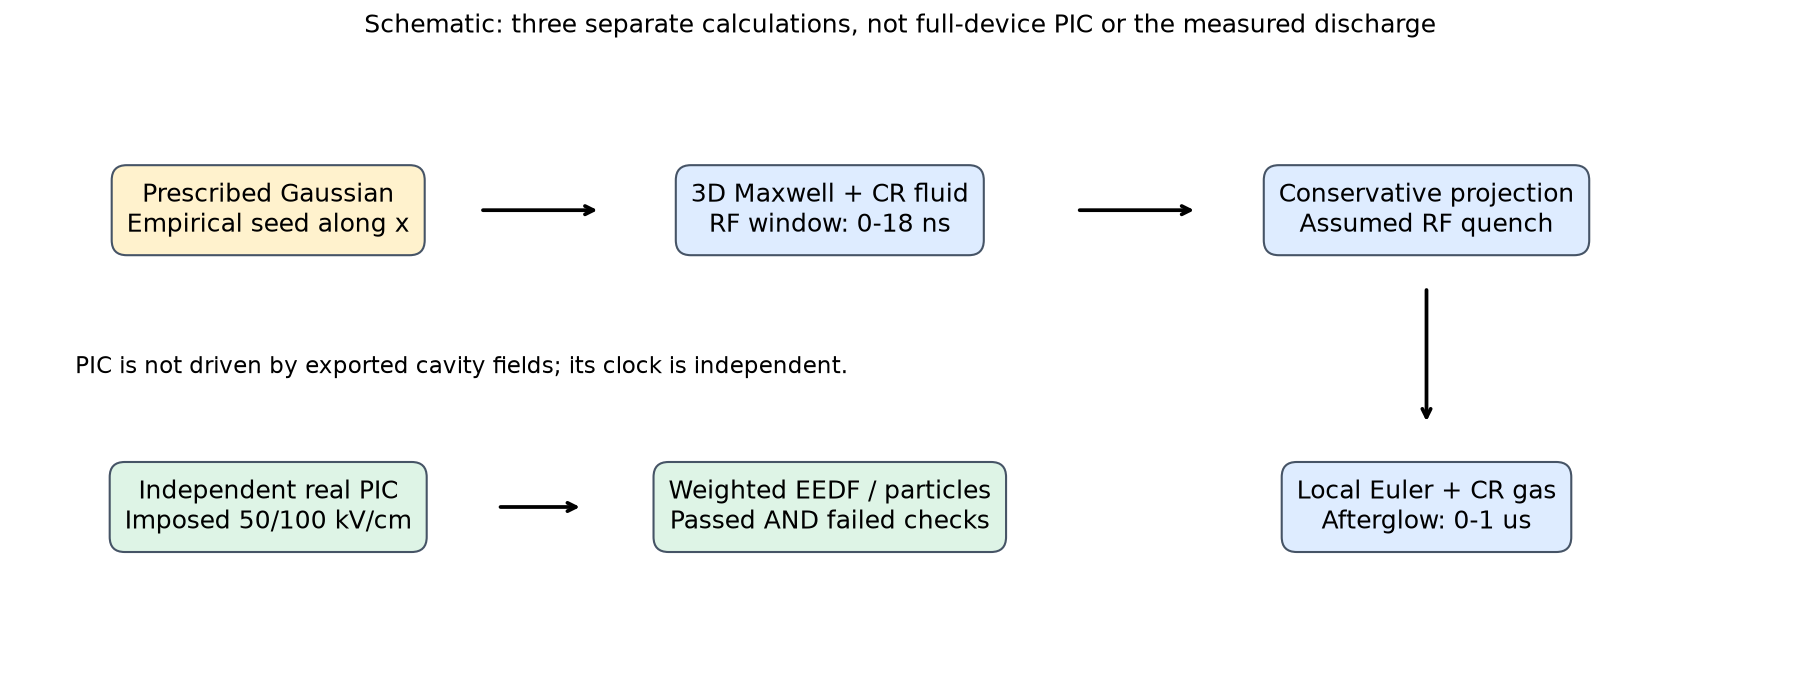 Schematic: three separate calculations, not full-device PIC or the measured discharge
Prescribed Gaussian
Empirical seed along x
3D Maxwell + CR fluid
RF window: 0-18 ns
Conservative projection
Assumed RF quench
PIC is not driven by exported cavity fields; its clock is independent.
Independent real PIC
Imposed 50/100 kV/cm
Weighted EEDF / particles
Passed AND failed checks
Local Euler + CR gas
Afterglow: 0-1 us